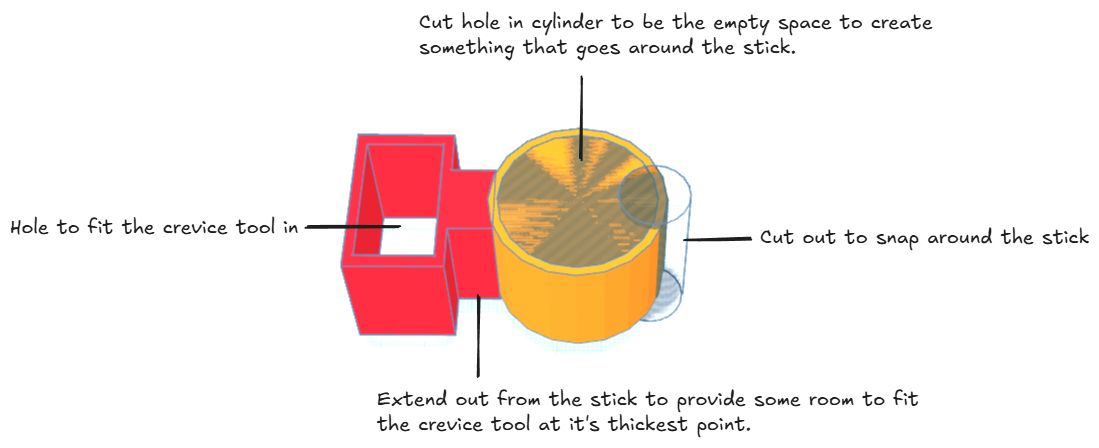 Cut hole in cylinder to be the empty space to create
something that goes around the stick.
Hole to fit the crevice tool in
Cut out to snap around the stick
Extend out from the stick to provide some room to fit
the crevice tool at it's thickest point.